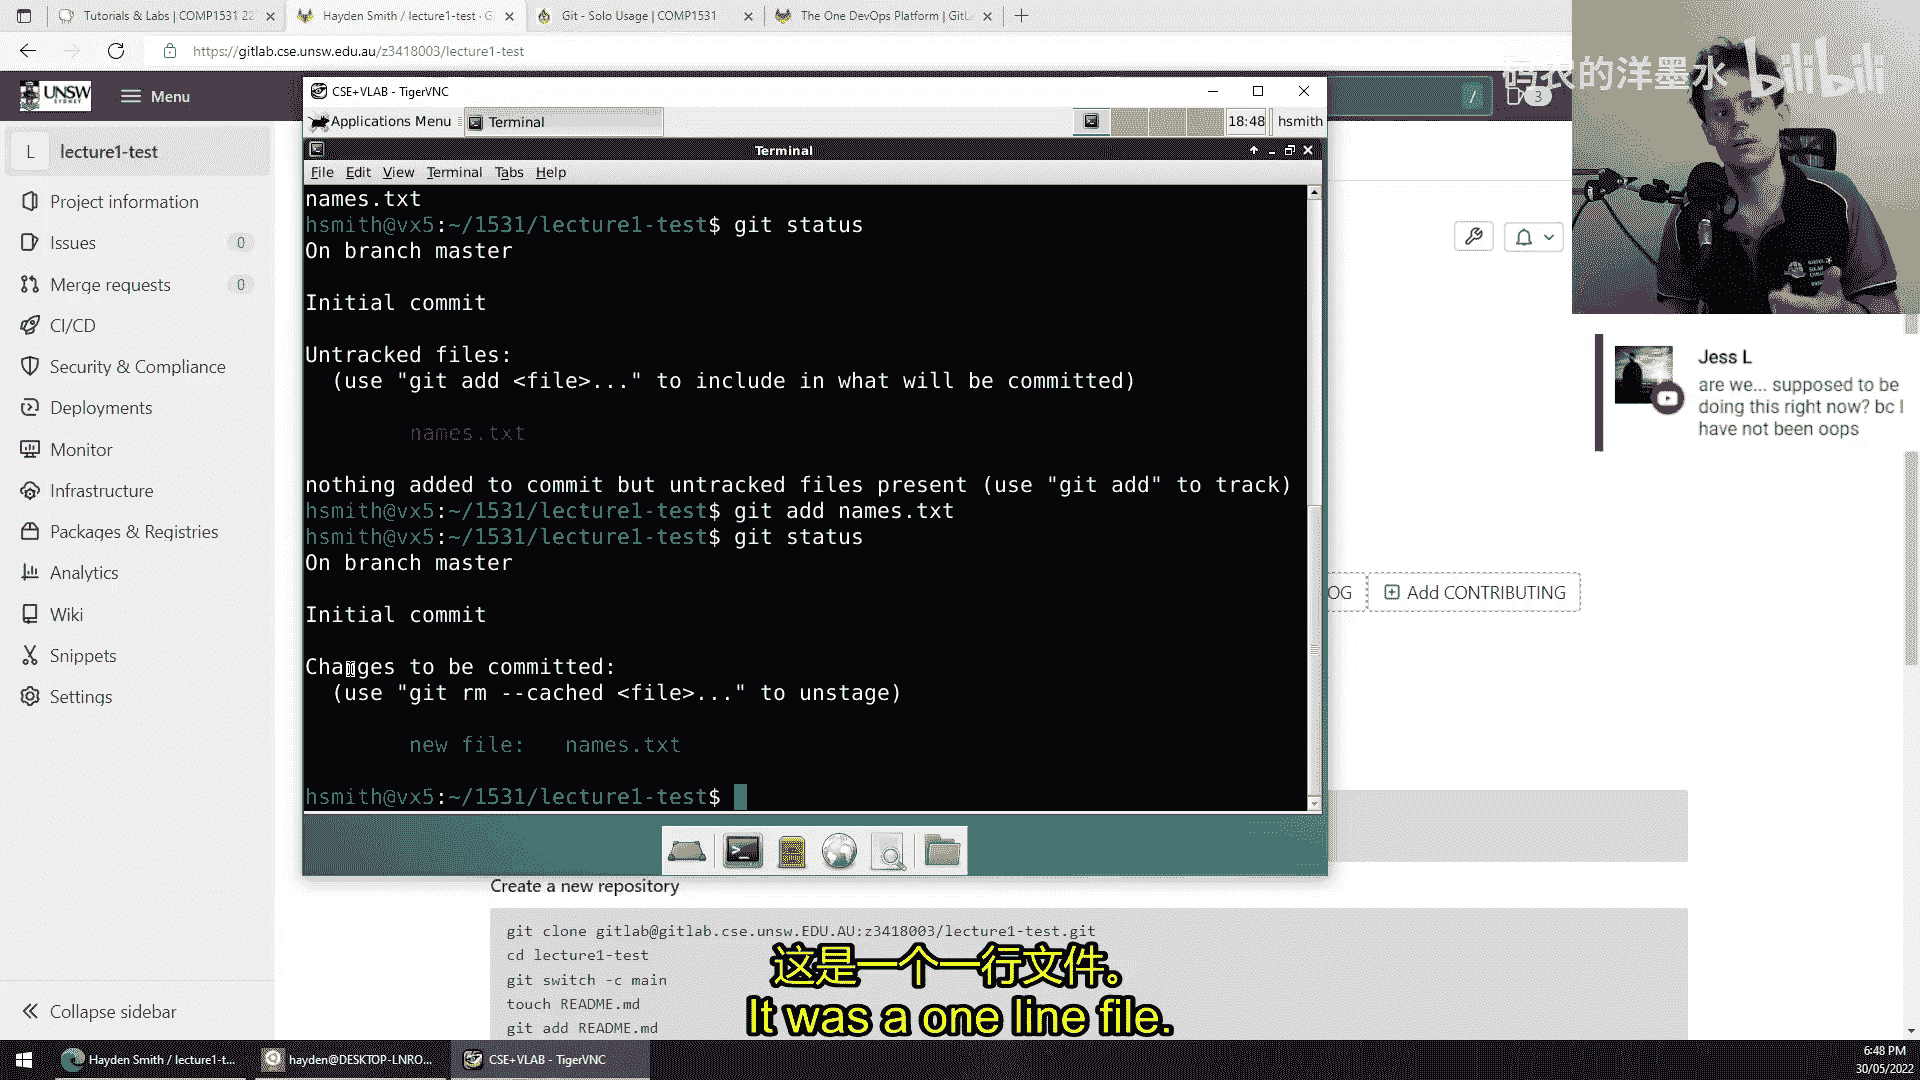 Tutorials & Labs | COMP1531 22
Hayden Smith / lecture1-test · G
Git - Solo Usage | COMP1531
The One DevOps Platform | GitL
https://gitlab.cse.unsw.edu.au/z3418003/lecture1-test
码农的洋墨水 bilibili
UNSW
SYDNEY
Menu
/
3
CSE+VLAB - TigerVNC
Applications Menu
Terminal
18:48
hsmith
Terminal
File Edit View Terminal Tabs Help
L
lecture1-test
Project information
Issues 0
Merge requests 0
CI/CD
Security & Compliance
Deployments
Monitor
Infrastructure
Packages & Registries
Analytics
Wiki
Snippets
Settings
Collapse sidebar
names.txt
hsmith@vx5:~/1531/lecture1-test$ git status
On branch master
Initial commit
Untracked files:
(use "git add <file>..." to include in what will be committed)
names.txt
nothing added to commit but untracked files present (use "git add" to track)
hsmith@vx5:~/1531/lecture1-test$ git add names.txt
hsmith@vx5:~/1531/lecture1-test$ git status
On branch master
Initial commit
Changes to be committed:
(use "git rm --cached <file>..." to unstage)
new file: names.txt
hsmith@vx5:~/1531/lecture1-test$
Jess L
are we... supposed to be
doing this right now? bc I
have not been oops
OG
Add CONTRIBUTING
Create a new repository
git clone gitlab@gitlab.cse.unsw.EDU.AU:z3418003/lecture1-test.git
cd lecture1-test
git switch -c main
touch README.md
git add README.md
这是一个一行文件。
It was a one line file.
Hayden Smith / lecture1-t...
hayden@DESKTOP-LNRO...
CSE+VLAB - TigerVNC
6:48 PM
30/05/2022